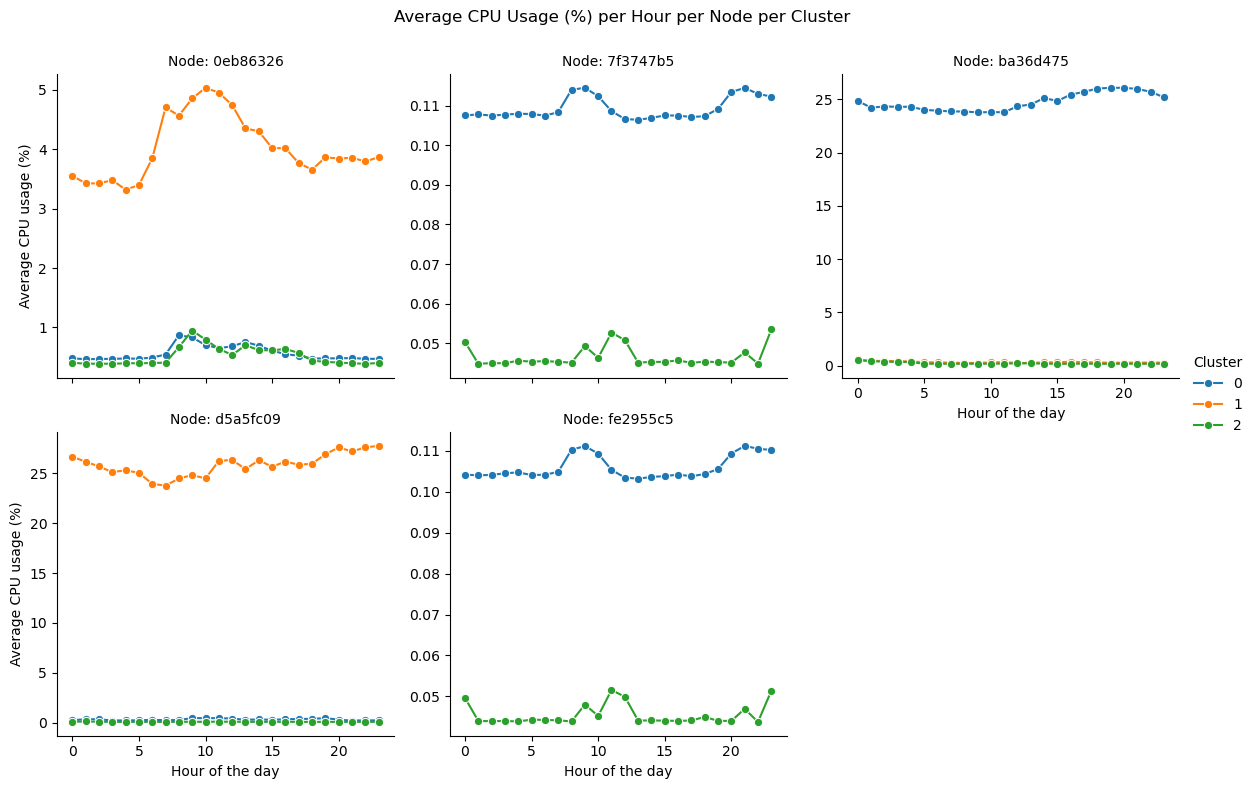 Average CPU Usage (%) per Hour per Node per Cluster
Node: 0eb86326
Average CPU usage (%)
5
4
3
2
1
Node: 7f3747b5
0.11
0.10
0.09
0.08
0.07
0.06
0.05
Node: ba36d475
25
20
15
10
5
0
0 5 10 15 20
Hour of the day
Cluster
0
1
2
Node: d5a5fc09
Average CPU usage (%)
25
20
15
10
5
0
0 5 10 15 20
Hour of the day
Node: fe2955c5
0.11
0.10
0.09
0.08
0.07
0.06
0.05
0 5 10 15 20
Hour of the day